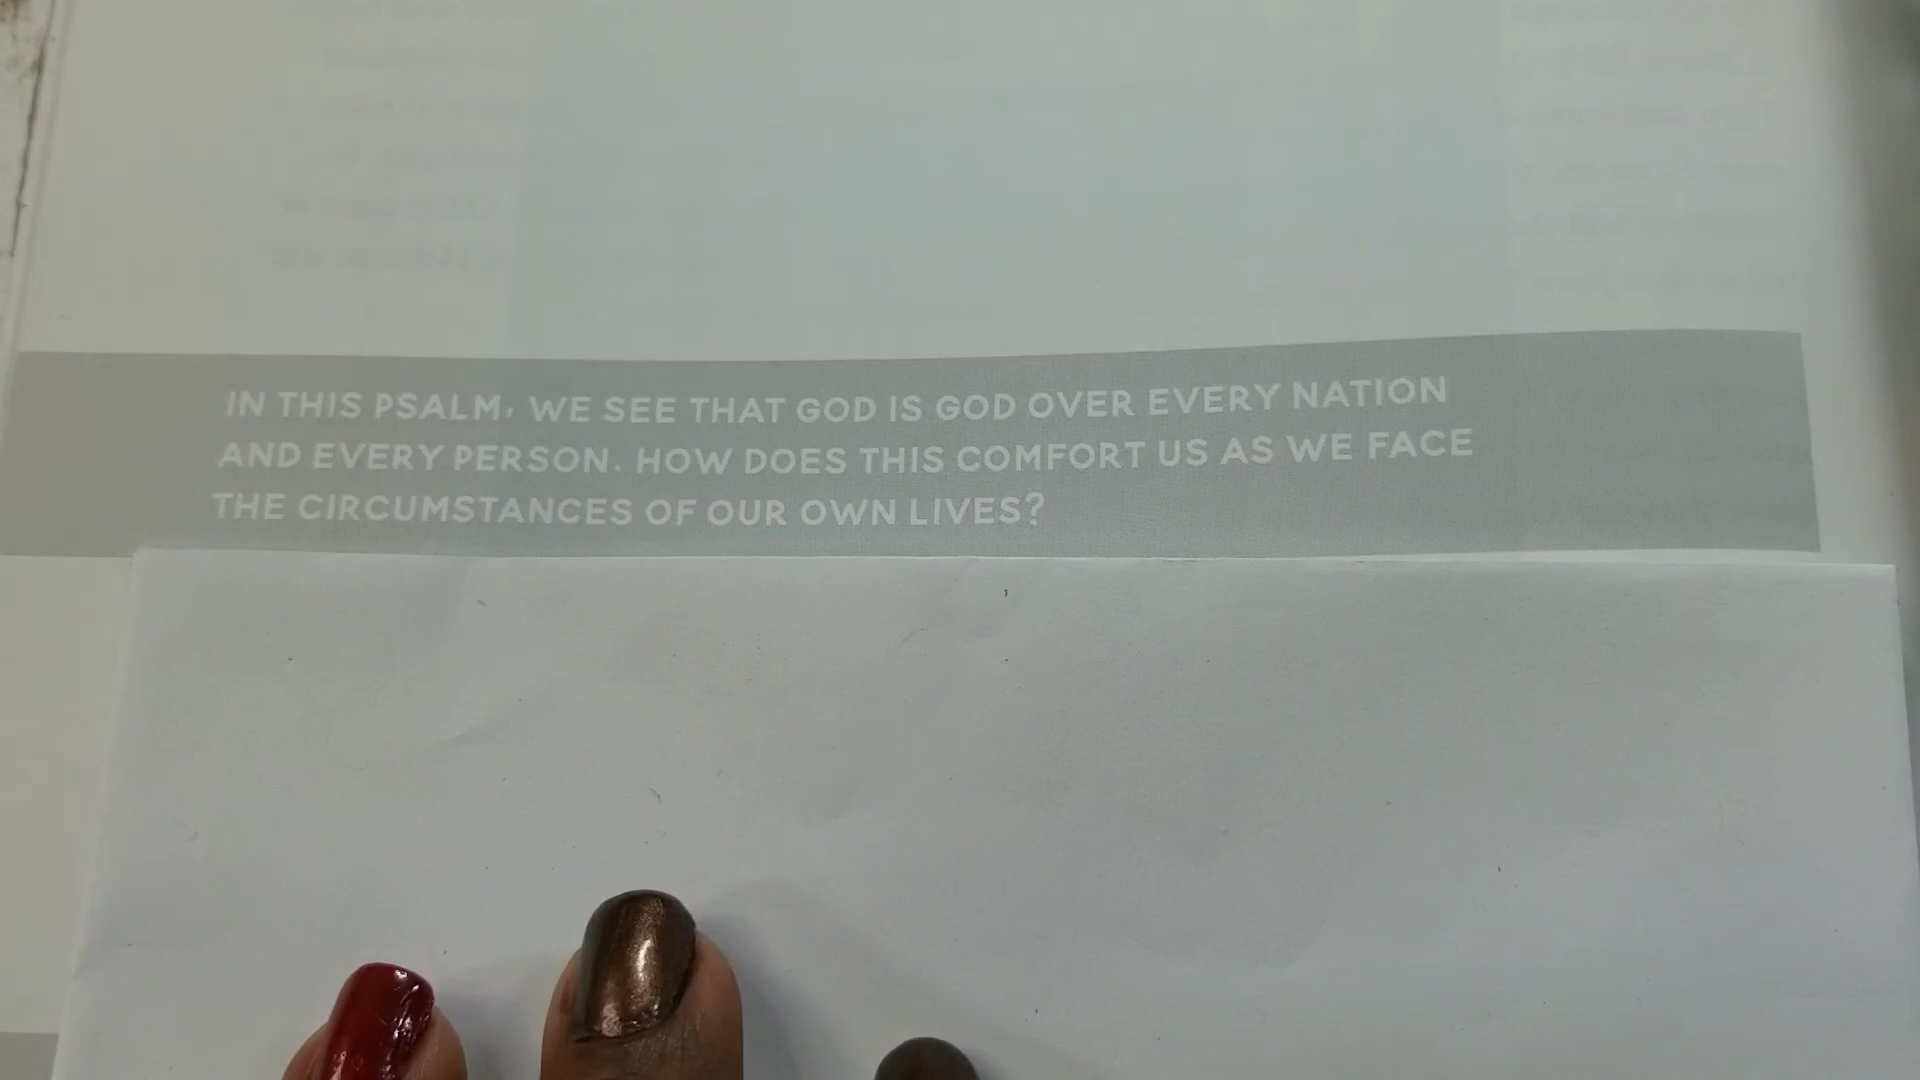 IN THIS PSALM, WE SEE THAT GOD IS GOD OVER EVERY NATION
AND EVERY PERSON. HOW DOES THIS COMFORT US AS WE FACE
THE CIRCUMSTANCES OF OUR OWN LIVES?